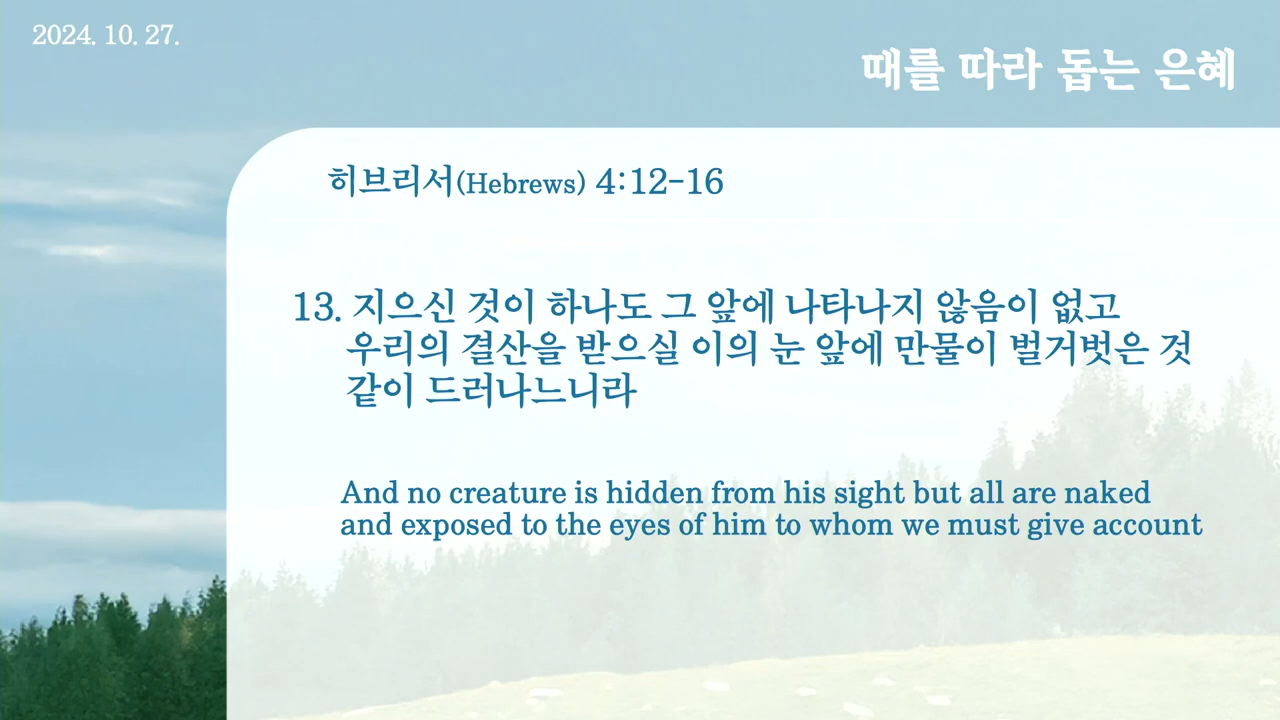 2024. 10. 27.
때를 따라 돕는 은혜
히브리서(Hebrews) 4:12-16
13. 지으신 것이 하나도 그 앞에 나타나지 않음이 없고
우리의 결산을 받으실 이의 눈 앞에 만물이 벌거벗은 것
같이 드러나느니라
And no creature is hidden from his sight but all are naked
and exposed to the eyes of him to whom we must give account